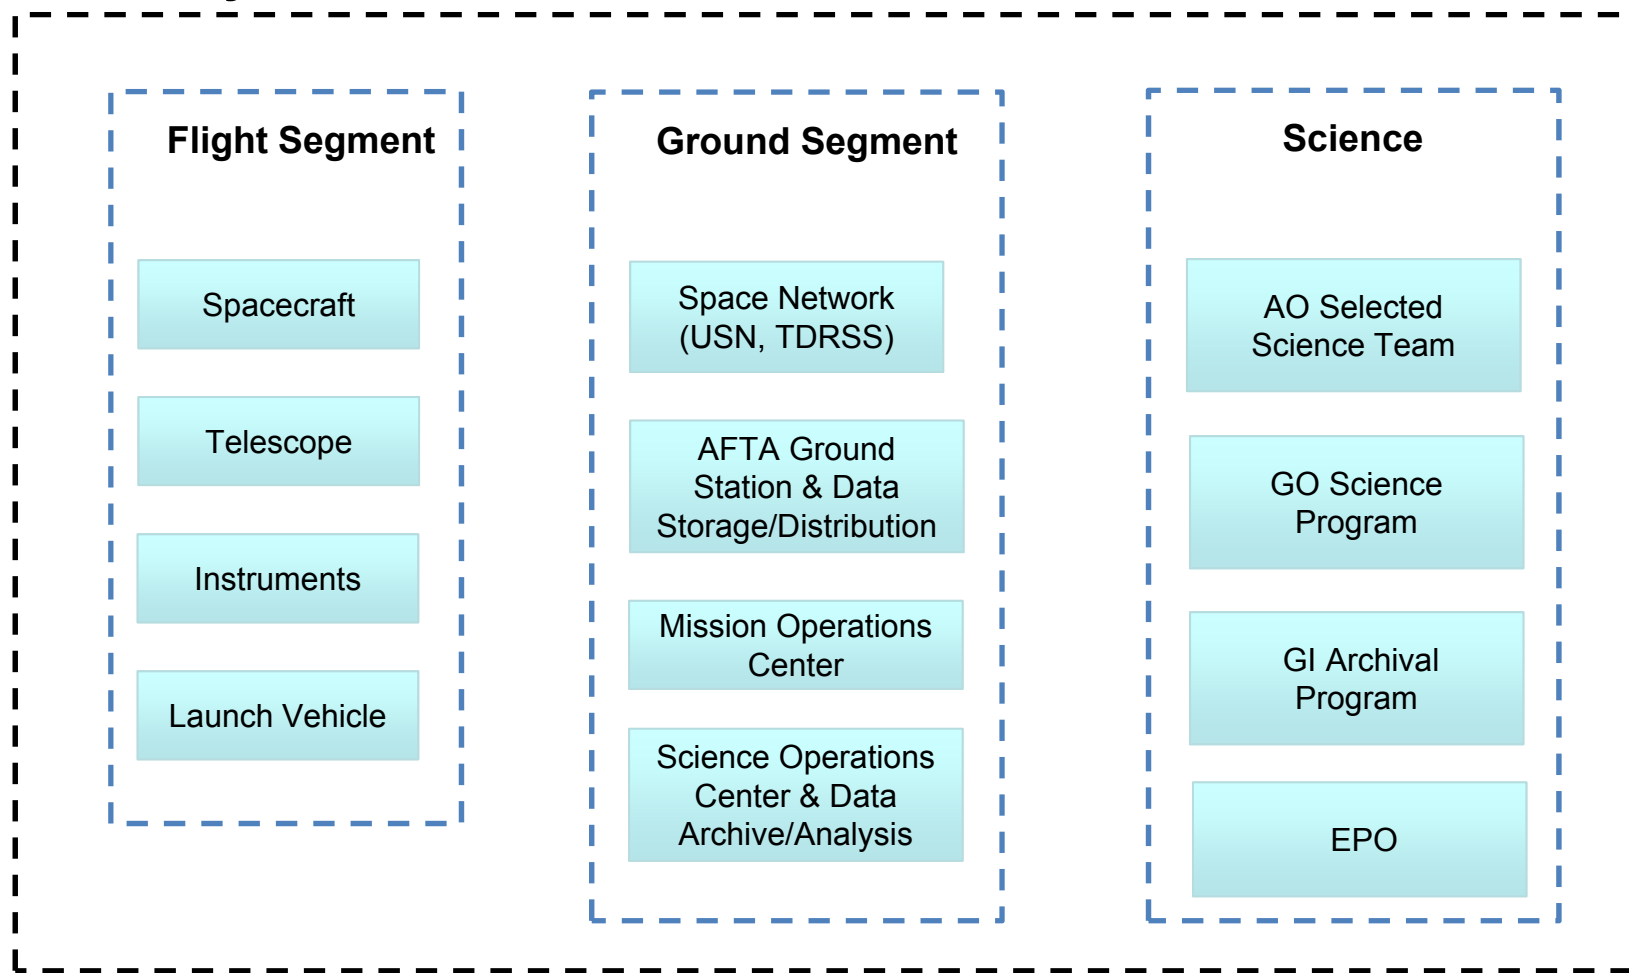 Flight Segment
Spacecraft
Telescope
Instruments
Launch Vehicle
Ground Segment
Space Network
(USN, TDRSS)
AFTA Ground
Station & Data
Storage/Distribution
Mission Operations
Center
Science Operations
Center & Data
Archive/Analysis
Science
AO Selected
Science Team
GO Science
Program
GI Archival
Program
EPO